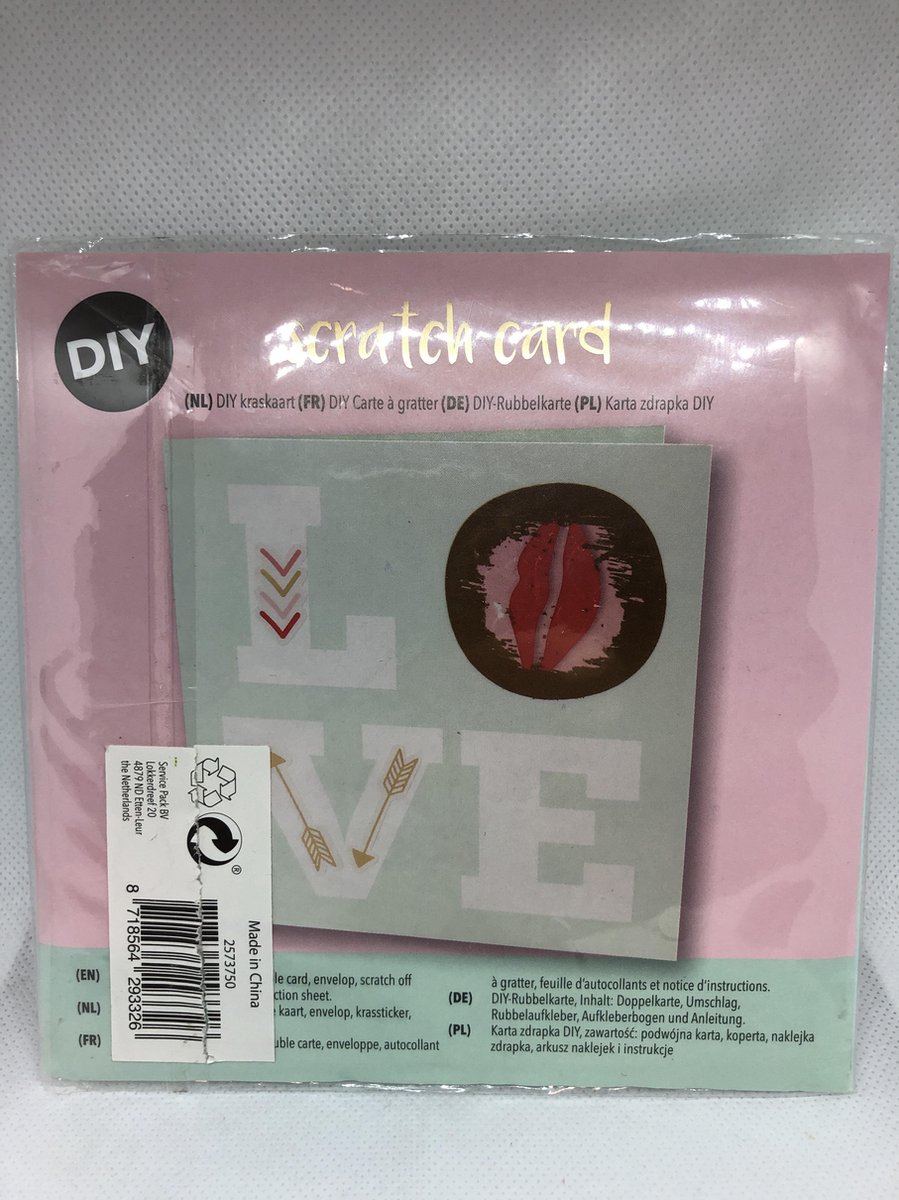 DIY
scratch card
(NL) DIY kraskaart (FR) DIY Carte à gratter (DE) DIY-Rubbelkarte (PL) Karta zdrapka DIY
L
VE
Service Pack BV
Lokkerdreef 20
4879 ND Etten-Leur
the Netherlands
®
Made in China
2573750
8 718564 293326
(EN)
card, envelop, scratch off
sheet.
(NL)
kaart, envelop, krassticker,
(FR)
carte, enveloppe, autocollant
à gratter, feuille d'autocollants et notice d'instructions.
(DE)
DIY-Rubbelkarte, Inhalt: Doppelkarte, Umschlag,
Rubbelaufkleber, Aufkleberbogen und Anleitung.
(PL)
Karta zdrapka DIY, zawartość: podwójna karta, koperta, naklejka
zdrapka, arkusz naklejek i instrukcje